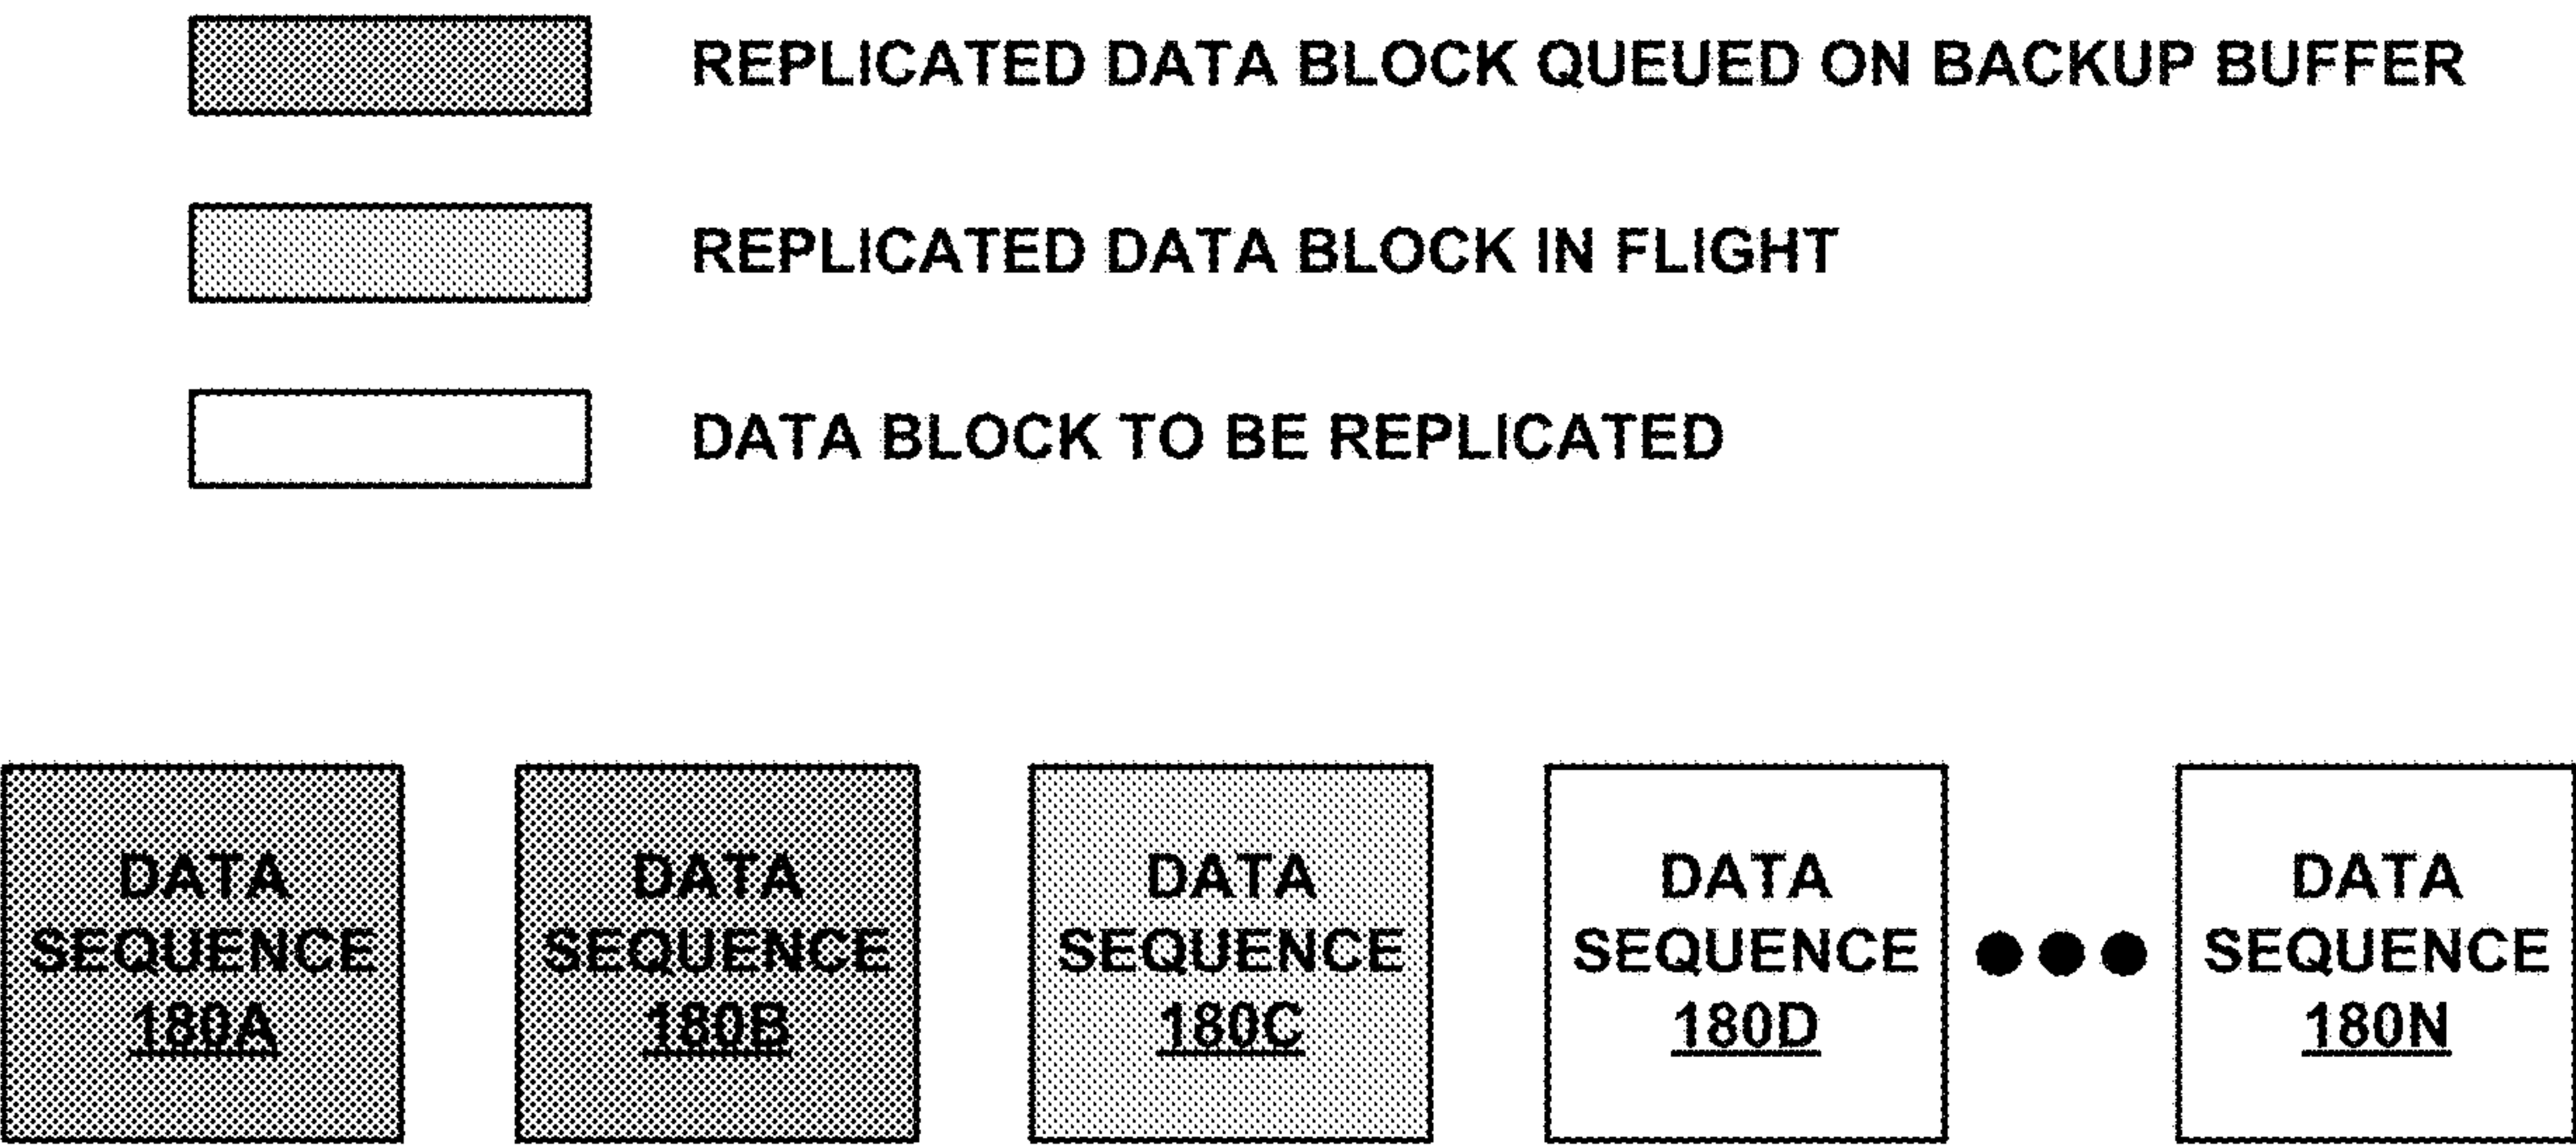 REPLICATED DATA BLOCK QUEUED ON BACKUP BUFFER
REPLICATED DATA BLOCK IN FLIGHT
DATA BLOCK TO BE REPLICATED
DATA
SEQUENCE
180A
DATA
SEQUENCE
180B
DATA
SEQUENCE
180C
DATA
SEQUENCE
180D
DATA
SEQUENCE
180N